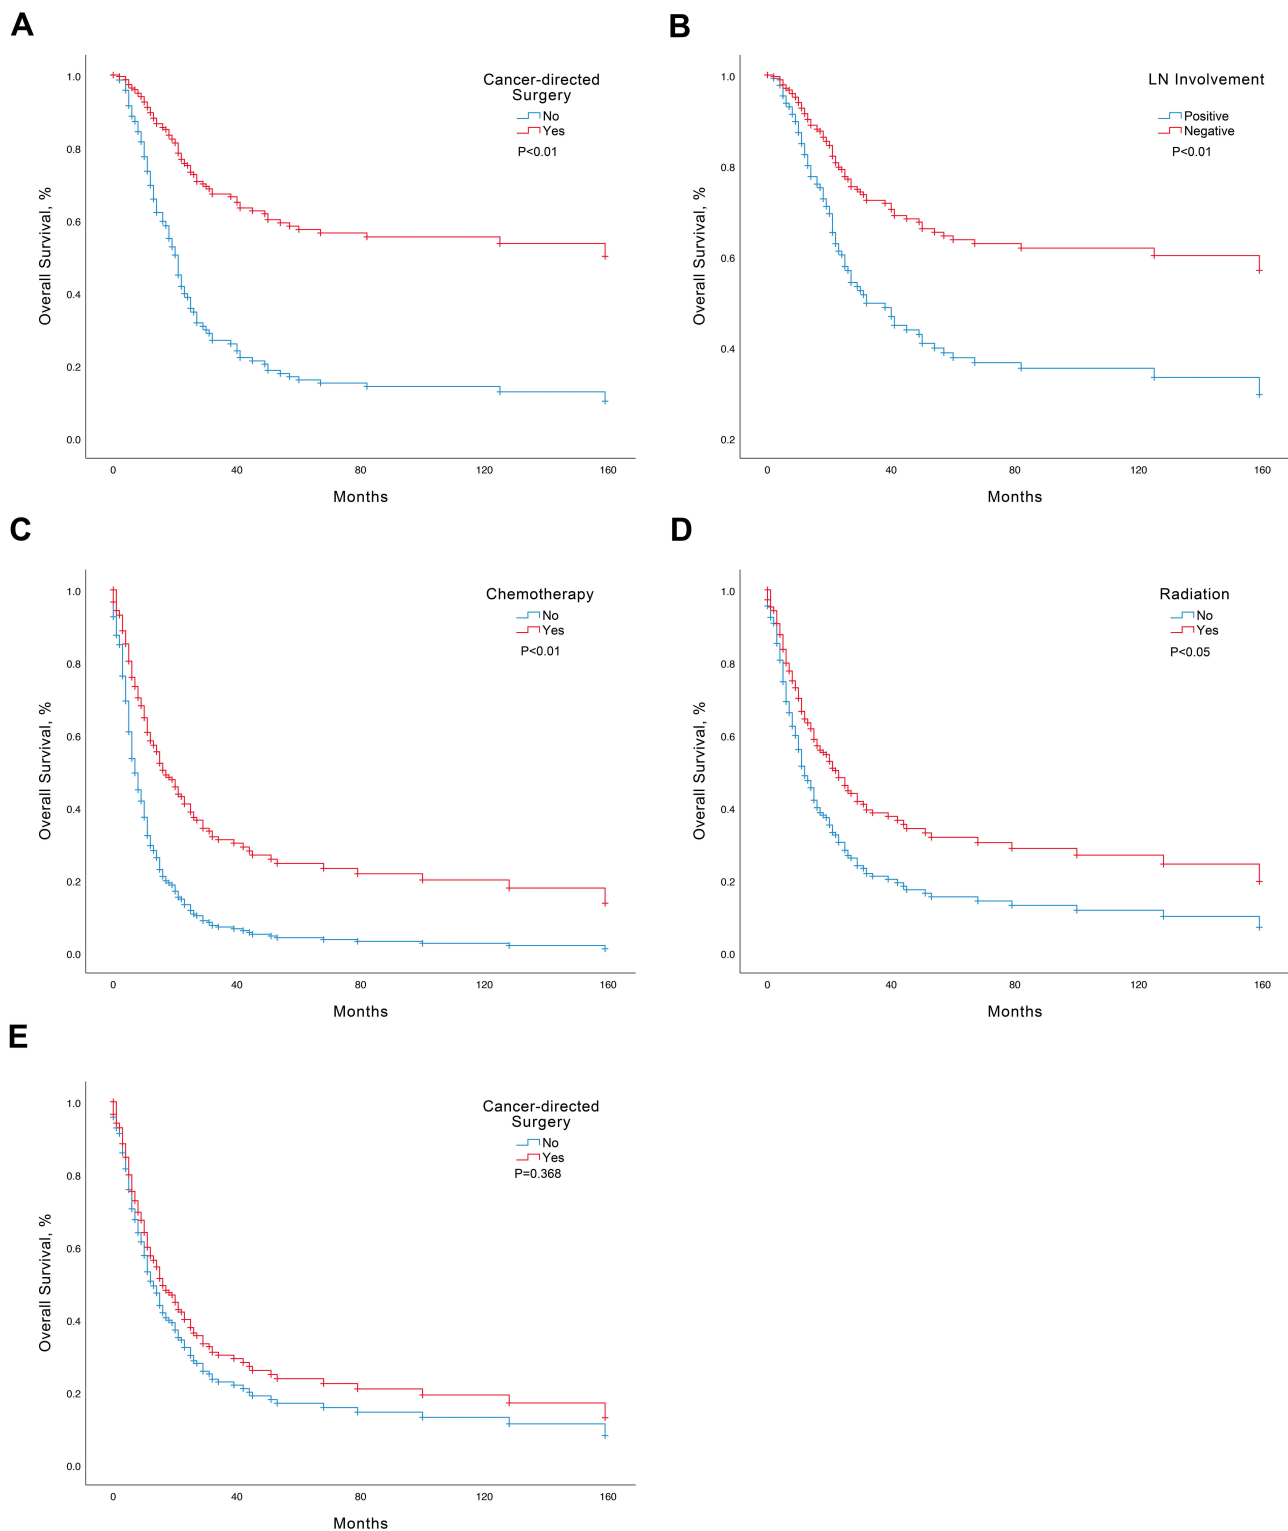 A
Cancer-directed
Surgery
No
Yes
P<0.01
Overall Survival, %
1.0
0.8
0.6
0.4
0.2
0.0
0 40 80 120 160
Months
B
LN Involvement
Positive
Negative
P<0.01
Overall Survival, %
1.0
0.8
0.6
0.4
0.2
0 40 80 120 160
Months
C
Chemotherapy
No
Yes
P<0.01
Overall Survival, %
1.0
0.8
0.6
0.4
0.2
0.0
0 40 80 120 160
Months
D
Radiation
No
Yes
P<0.05
Overall Survival, %
1.0
0.8
0.6
0.4
0.2
0.0
0 40 80 120 160
Months
E
Cancer-directed
Surgery
No
Yes
P=0.368
Overall Survival, %
1.0
0.8
0.6
0.4
0.2
0.0
0 40 80 120 160
Months